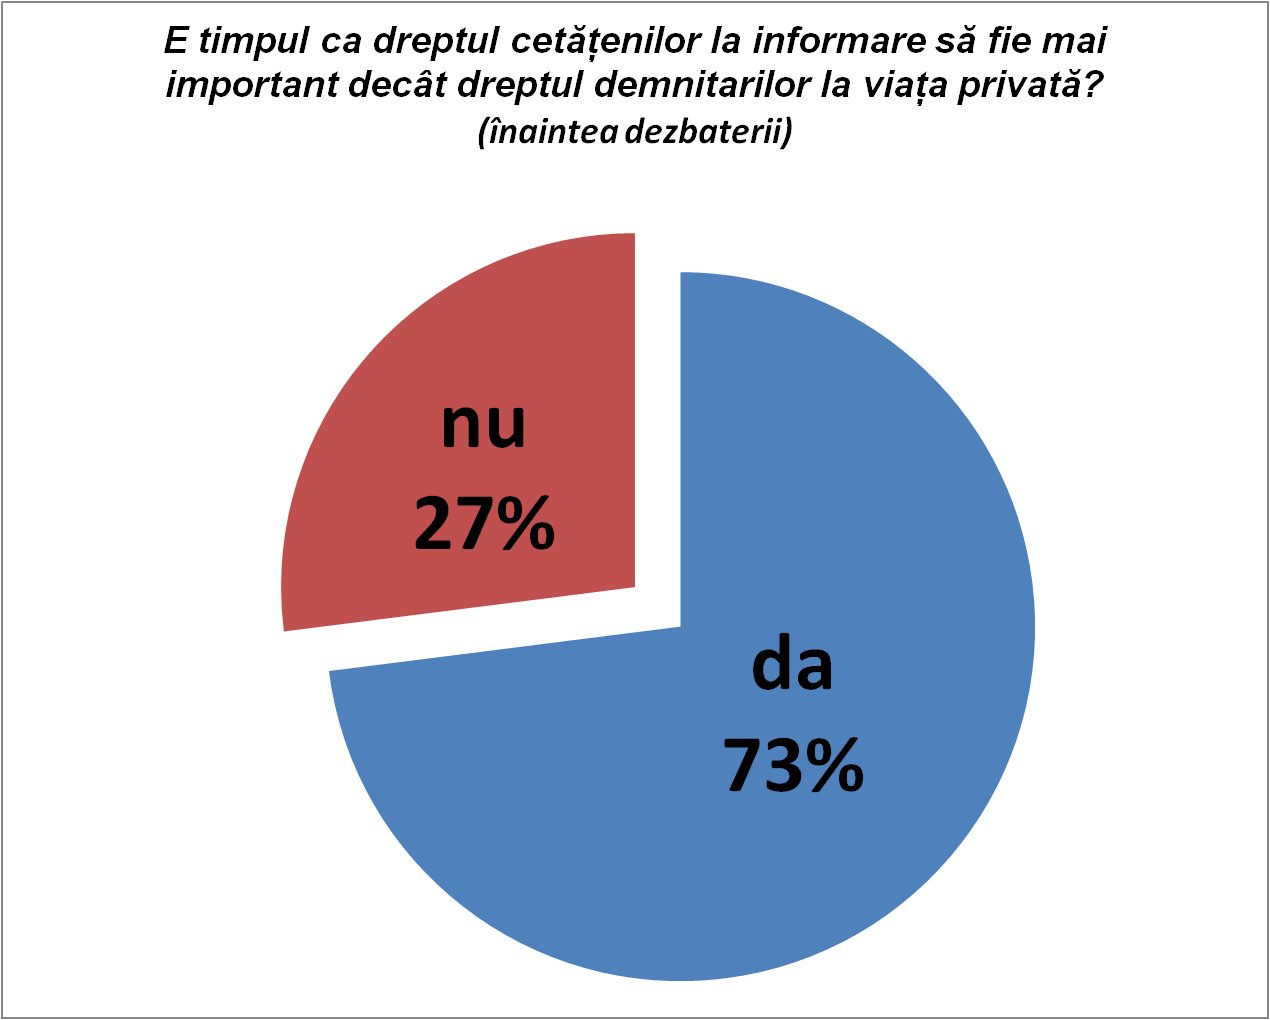 E timpul ca dreptul cetățenilor la informare să fie mai
important decât dreptul demnitarilor la viața privată?
(înaintea dezbaterii)
nu
27%
da
73%